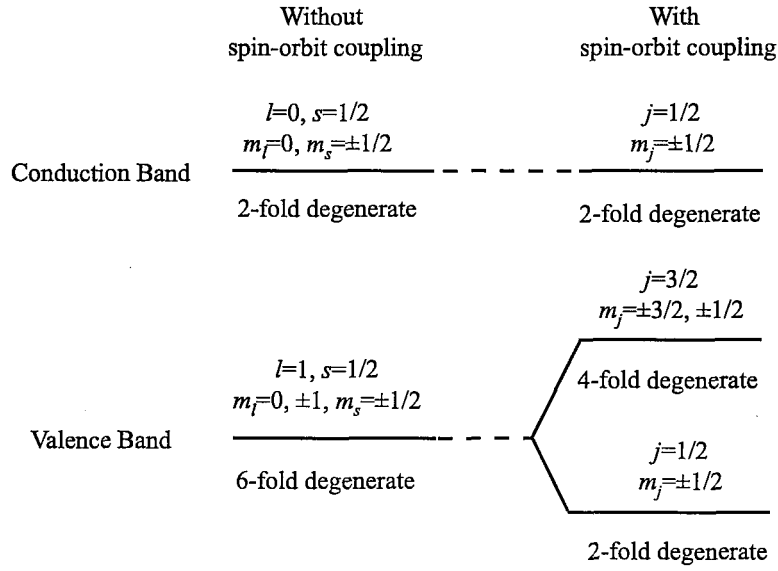 Without
spin-orbit coupling
With
spin-orbit coupling
l=0, s=1/2
m_l=0, m_s=±1/2
j=1/2
m_j=±1/2
Conduction Band
2-fold degenerate
2-fold degenerate
j=3/2
m_j=±3/2, ±1/2
l=1, s=1/2
m_l=0, ±1, m_s=±1/2
4-fold degenerate
Valence Band
j=1/2
m_j=±1/2
6-fold degenerate
2-fold degenerate